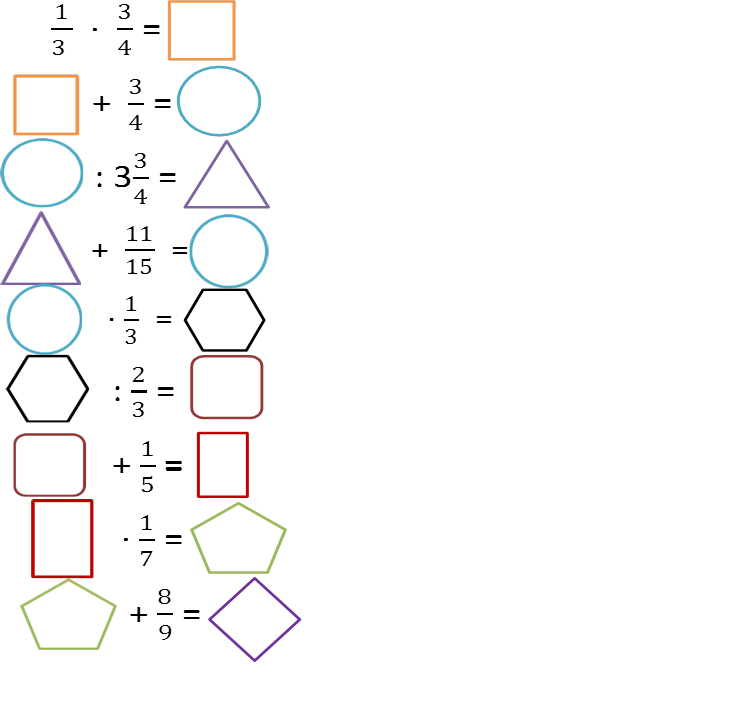 1/3 · 3/4 =
+ 3/4 =
: 3 3/4 =
+ 11/15 =
· 1/3 =
: 2/3 =
+ 1/5 =
· 1/7 =
+ 8/9 =